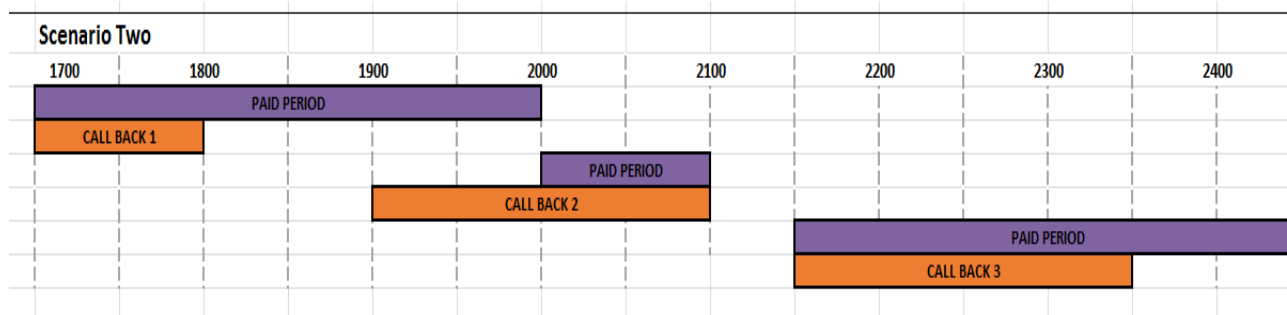 Scenario Two
1700 1800 1900 2000 2100 2200 2300 2400
PAID PERIOD
CALL BACK 1
PAID PERIOD
CALL BACK 2
PAID PERIOD
CALL BACK 3